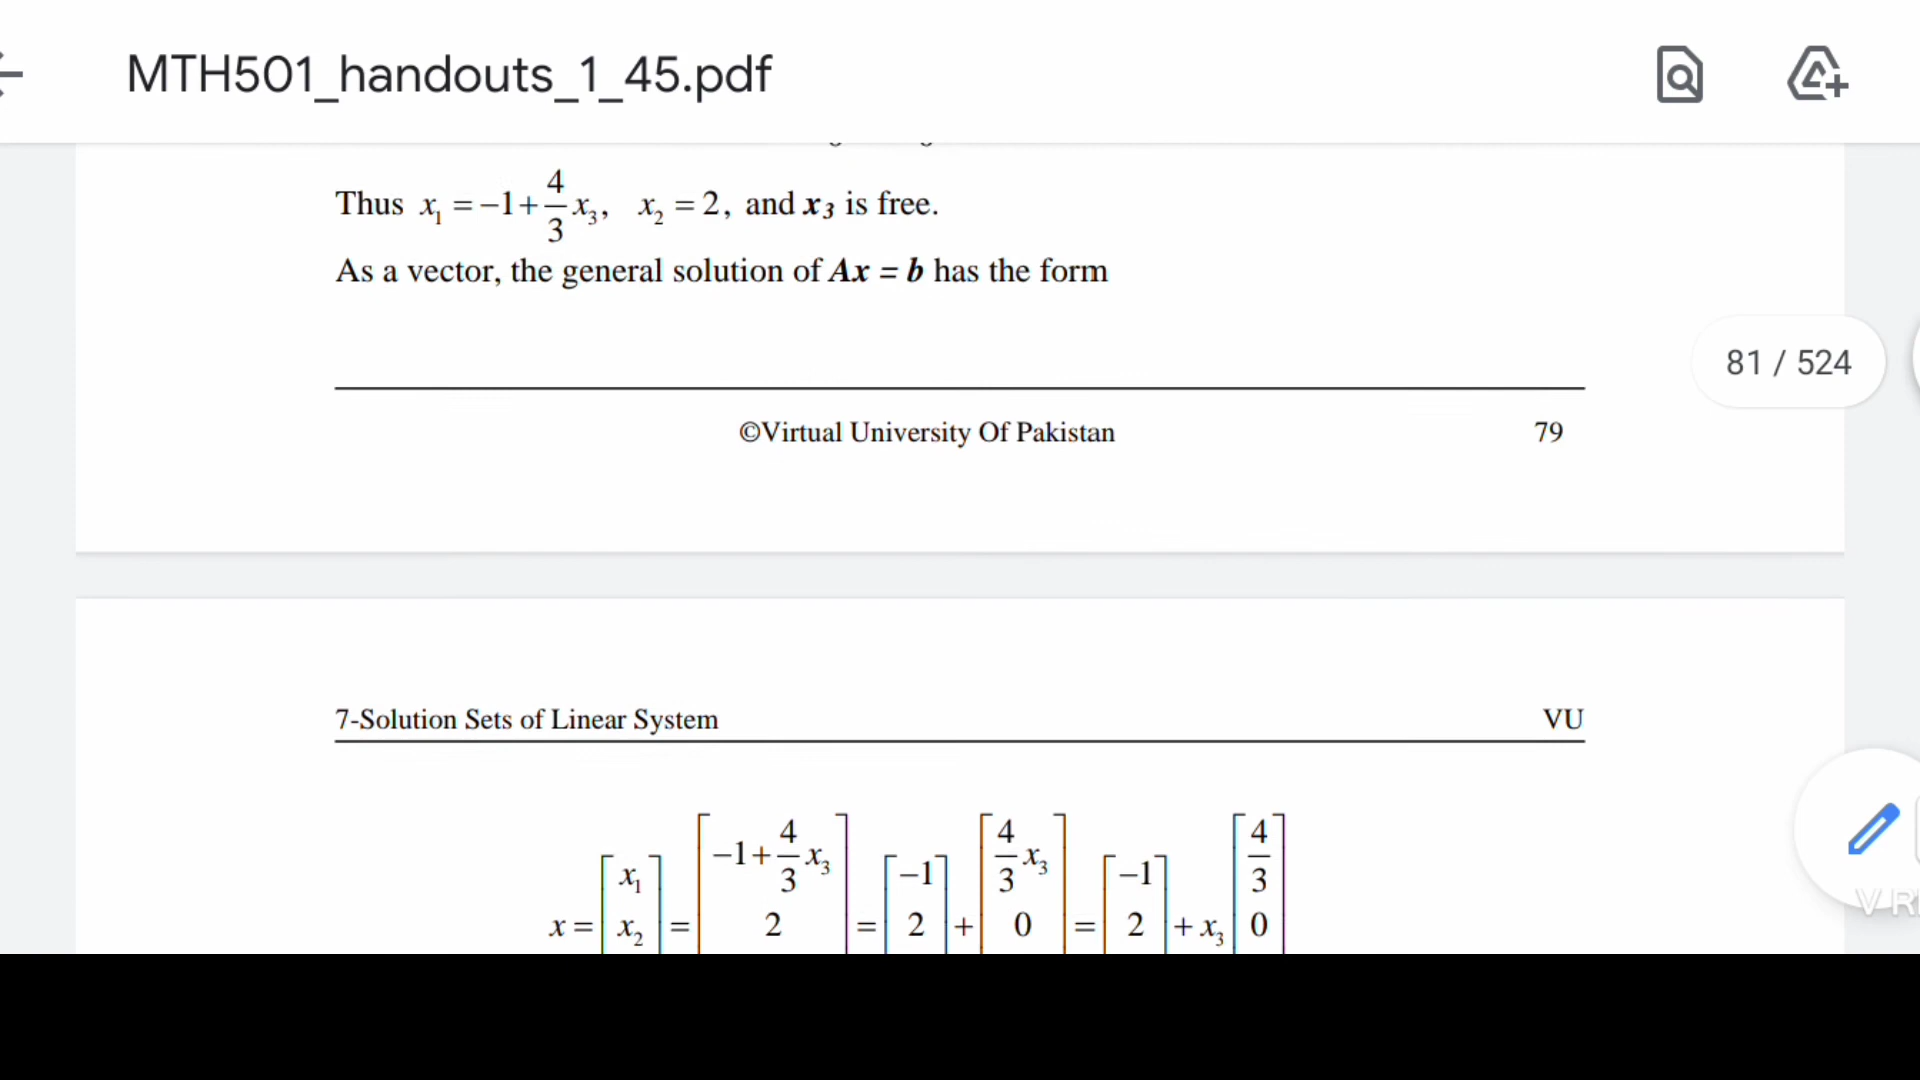 MTH501_handouts_1_45.pdf
Thus x₁ = −1 + 4/3 x₃, x₂ = 2, and x₃ is free.
As a vector, the general solution of Ax = b has the form
81 / 524
©Virtual University Of Pakistan 79
7-Solution Sets of Linear System VU
x = [x₁ x₂] = [−1 + 4/3 x₃ 2] = [−1 2] + [4/3 x₃ 0] = [−1 2] + x₃ [4/3 0]